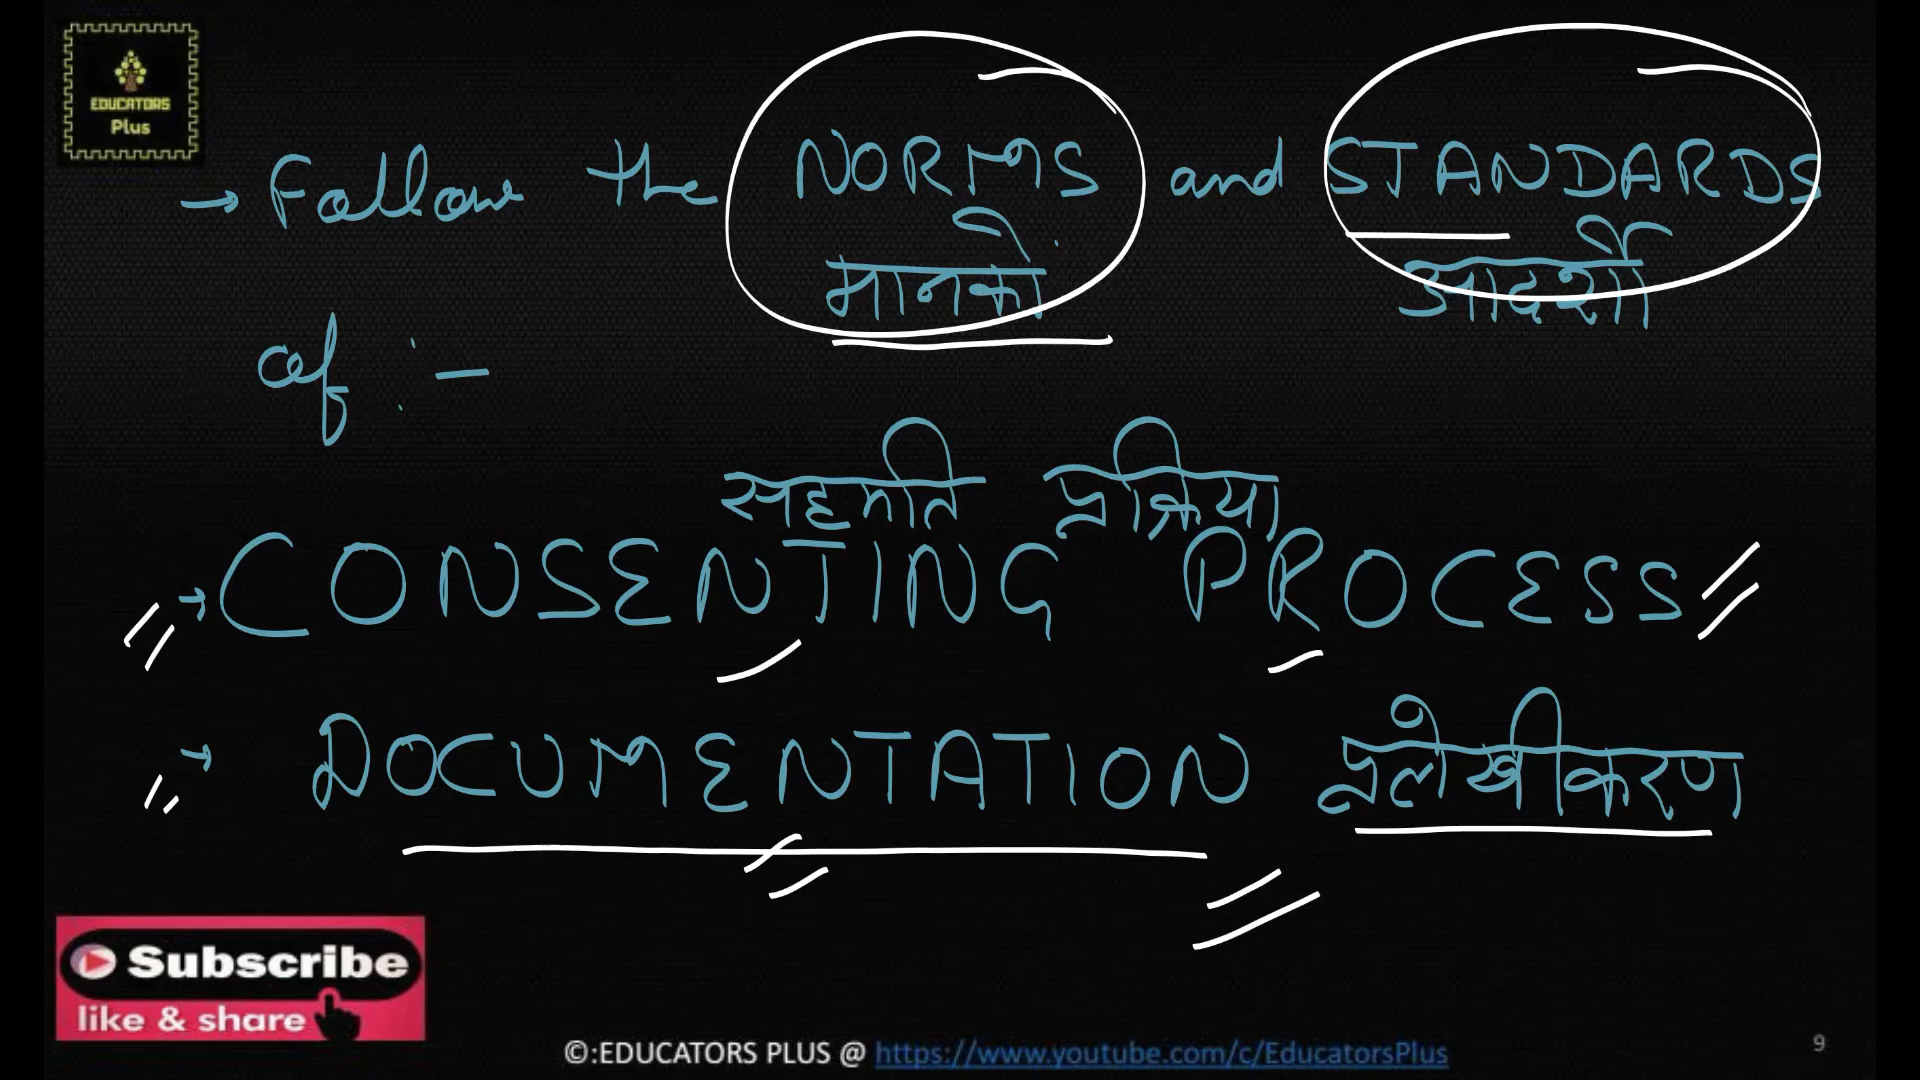 EDUCATORS
Plus
→ Follow the NORMS and STANDARDS
मानकों आदर्शों
of :-
सहमति प्रक्रिया
→ CONSENTING PROCESS
→ DOCUMENTATION प्रलेखीकरण
Subscribe
like & share
©:EDUCATORS PLUS @ https://www.youtube.com/c/EducatorsPlus
9